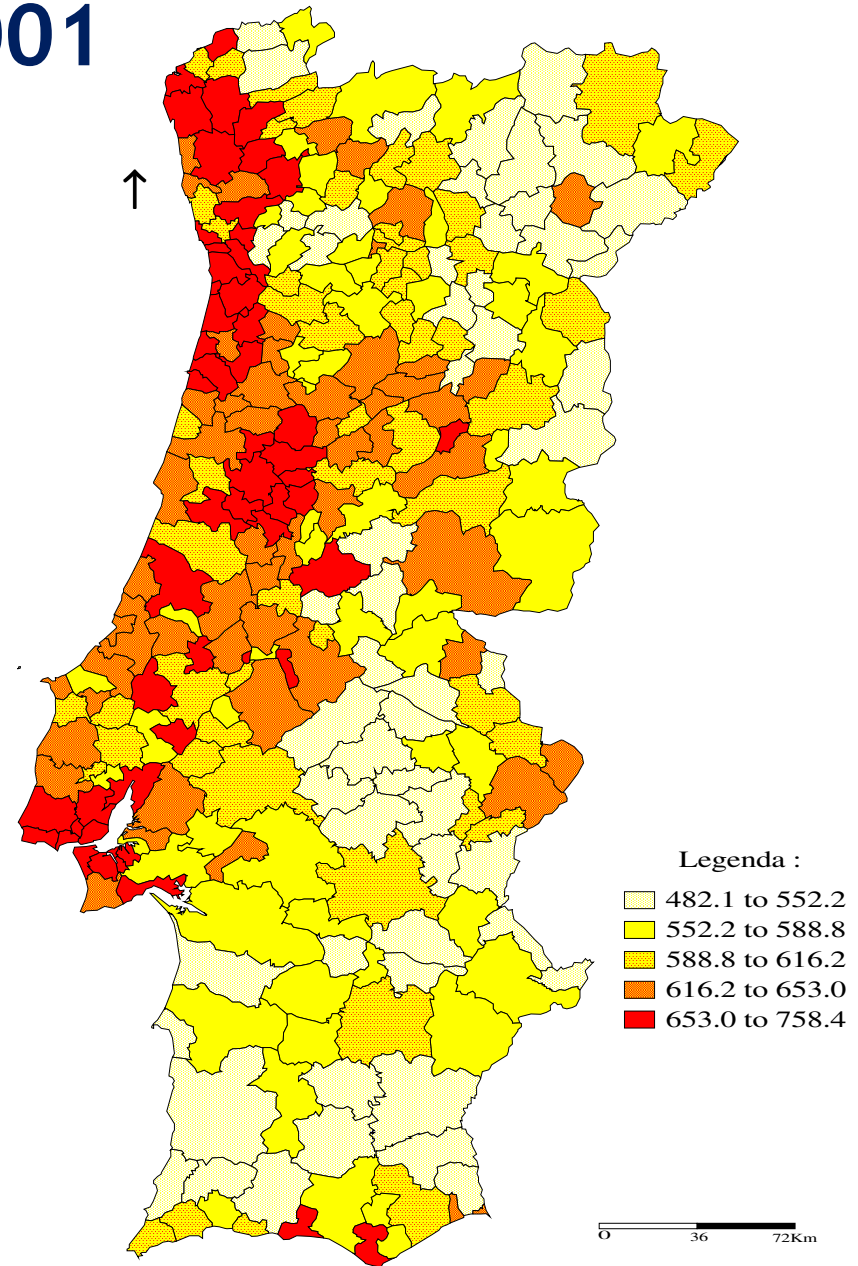 001
Legenda :
482.1 to 552.2
552.2 to 588.8
588.8 to 616.2
616.2 to 653.0
653.0 to 758.4
0 36 72Km